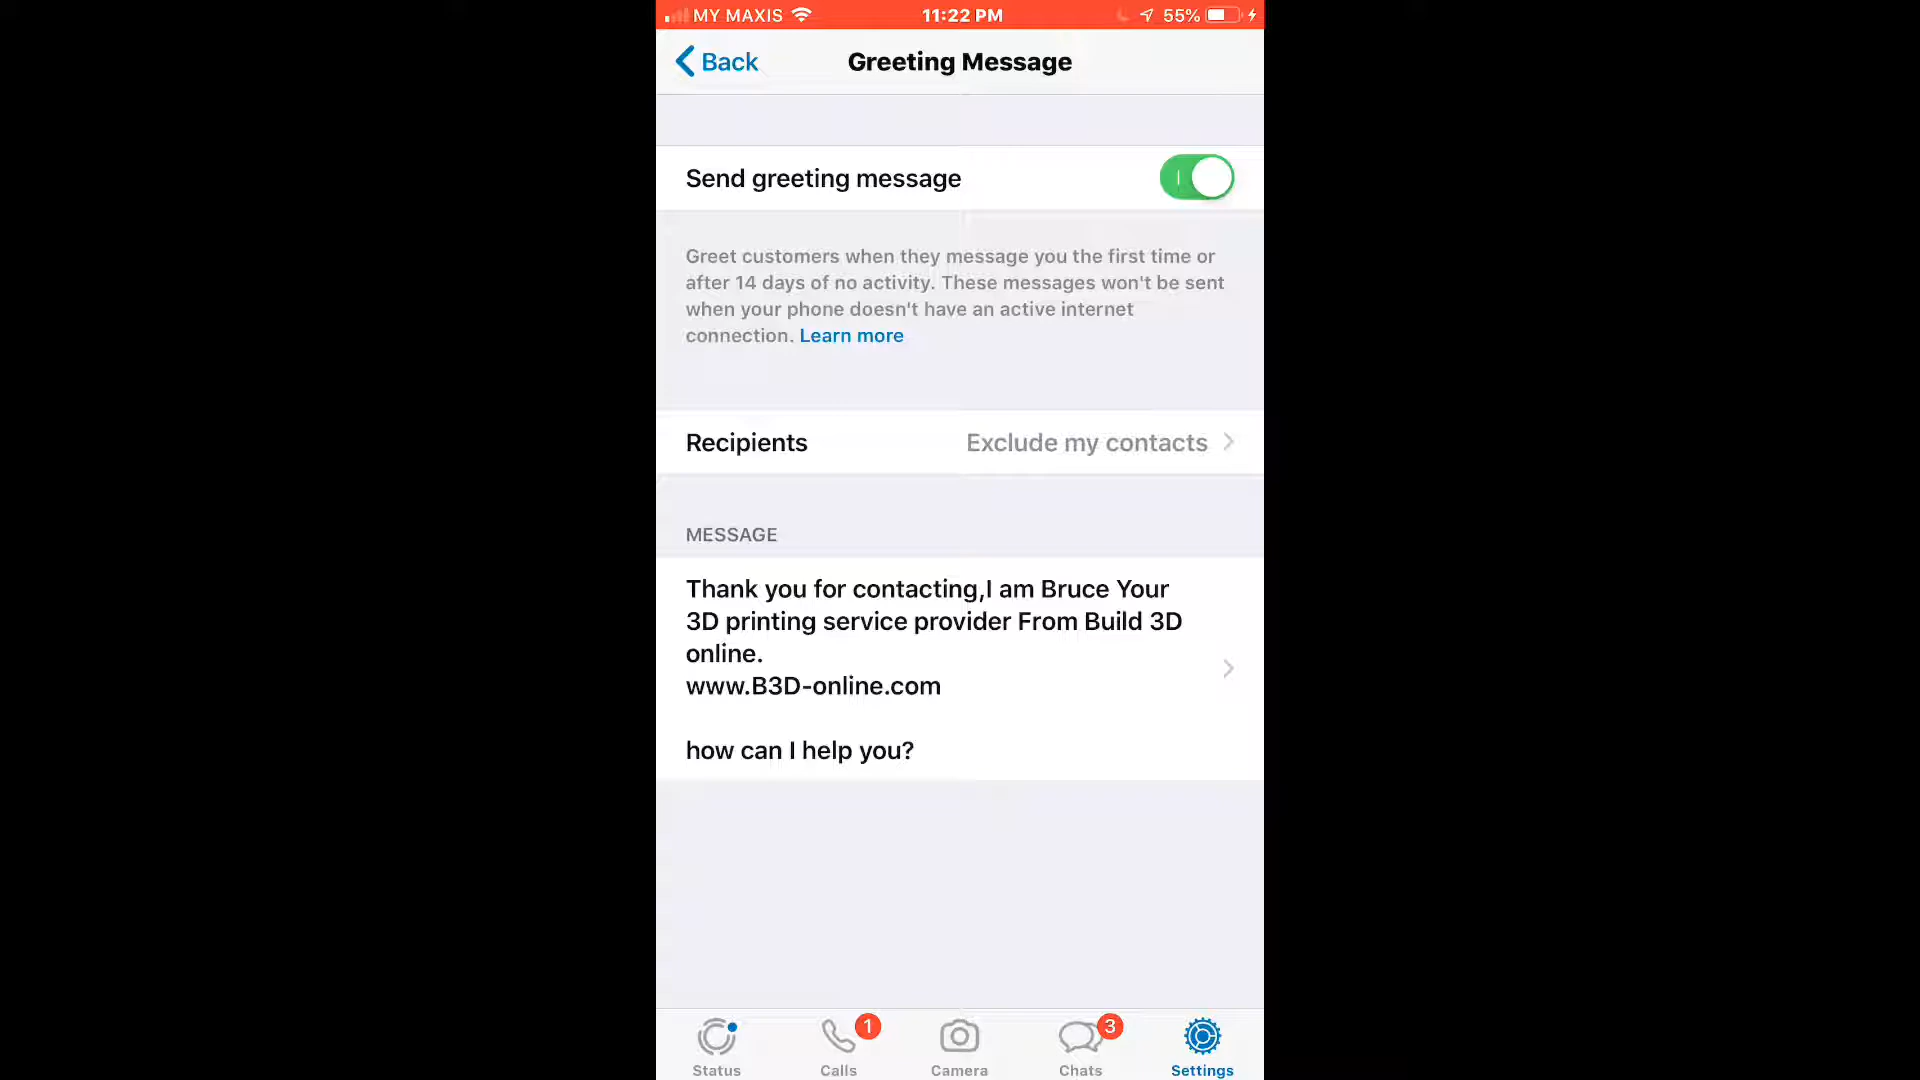 MY MAXIS 11:22 PM 55%
Back Greeting Message
Send greeting message
Greet customers when they message you the first time or
after 14 days of no activity. These messages won't be sent
when your phone doesn't have an active internet
connection. Learn more
Recipients Exclude my contacts
MESSAGE
Thank you for contacting,I am Bruce Your
3D printing service provider From Build 3D
online.
www.B3D-online.com
how can I help you?
1 3
Status Calls Camera Chats Settings